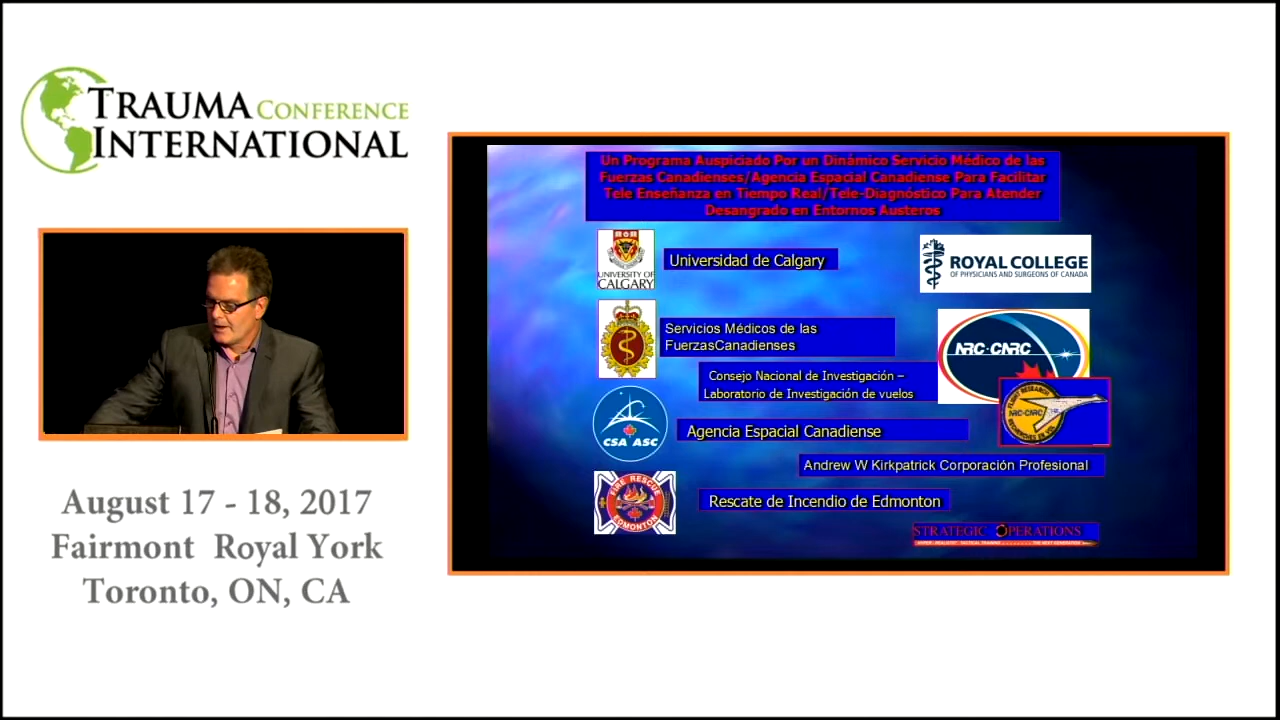 TRAUMA CONFERENCE
INTERNATIONAL
August 17 - 18, 2017
Fairmont Royal York
Toronto, ON, CA
Un Programa Auspiciado Por un Dinámico Servicio Médico de las
Fuerzas Canadienses/Agencia Espacial Canadiense Para Facilitar
Tele Enseñanza en Tiempo Real/Tele-Diagnóstico Para Atender
Desangrado en Entornos Austeros
UNIVERSITY OF
CALGARY
Universidad de Calgary
ROYAL COLLEGE
OF PHYSICIANS AND SURGEONS OF CANADA
Servicios Médicos de las
FuerzasCanadienses
NRC·CNRC
Consejo Nacional de Investigación –
Laboratorio de Investigación de vuelos
FLIGHT RESEARCH
NRC-CNRC
CSA ASC
Agencia Espacial Canadiense
Andrew W Kirkpatrick Corporación Profesional
FIRE RESCUE
EDMONTON
Rescate de Incendio de Edmonton
STRATEGIC OPERATIONS